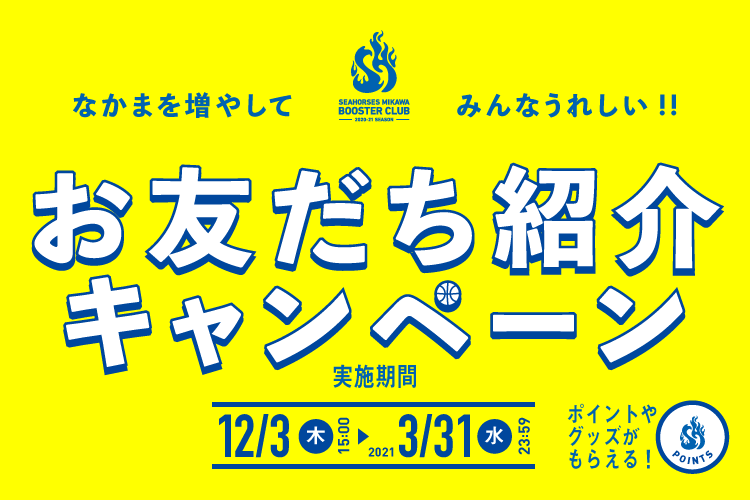 SEAHORSES MIKAWA
BOOSTER CLUB
2020-21 SEASON
なかまを増やして
みんなうれしい!!
お友だち紹介
キャンペーン
実施期間
12/3 木 15:00 ▶ 2021 3/31 水 23:59
ポイントや
グッズが
もらえる!
POINTS